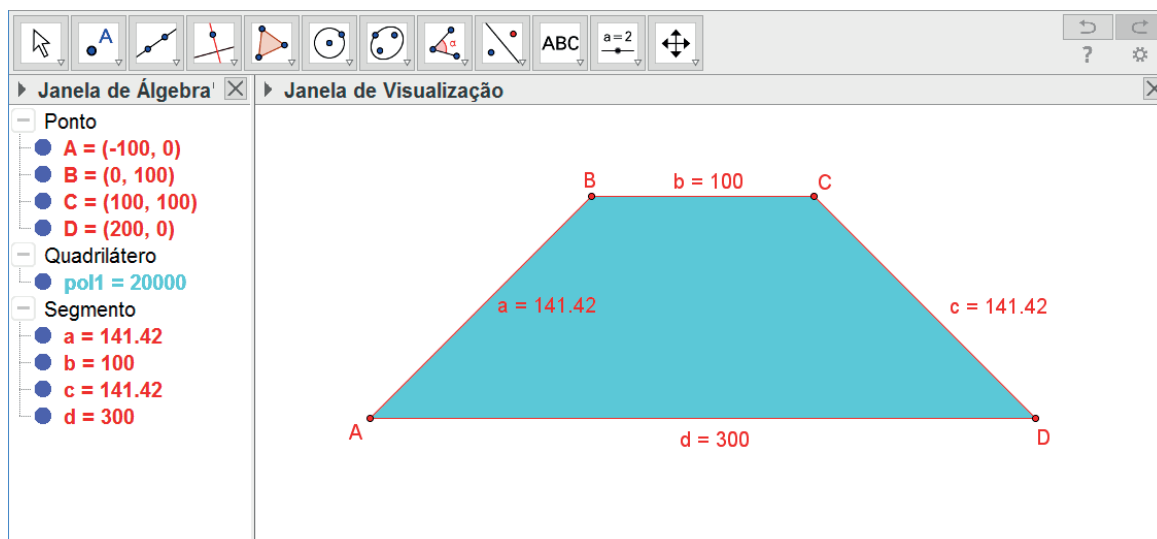 A
α
ABC
a=2
?
Janela de Álgebra
Janela de Visualização
Ponto
A = (-100, 0)
B = (0, 100)
C = (100, 100)
D = (200, 0)
Quadrilátero
pol1 = 20000
Segmento
a = 141.42
b = 100
c = 141.42
d = 300
B
b = 100
C
a = 141.42
c = 141.42
A
d = 300
D